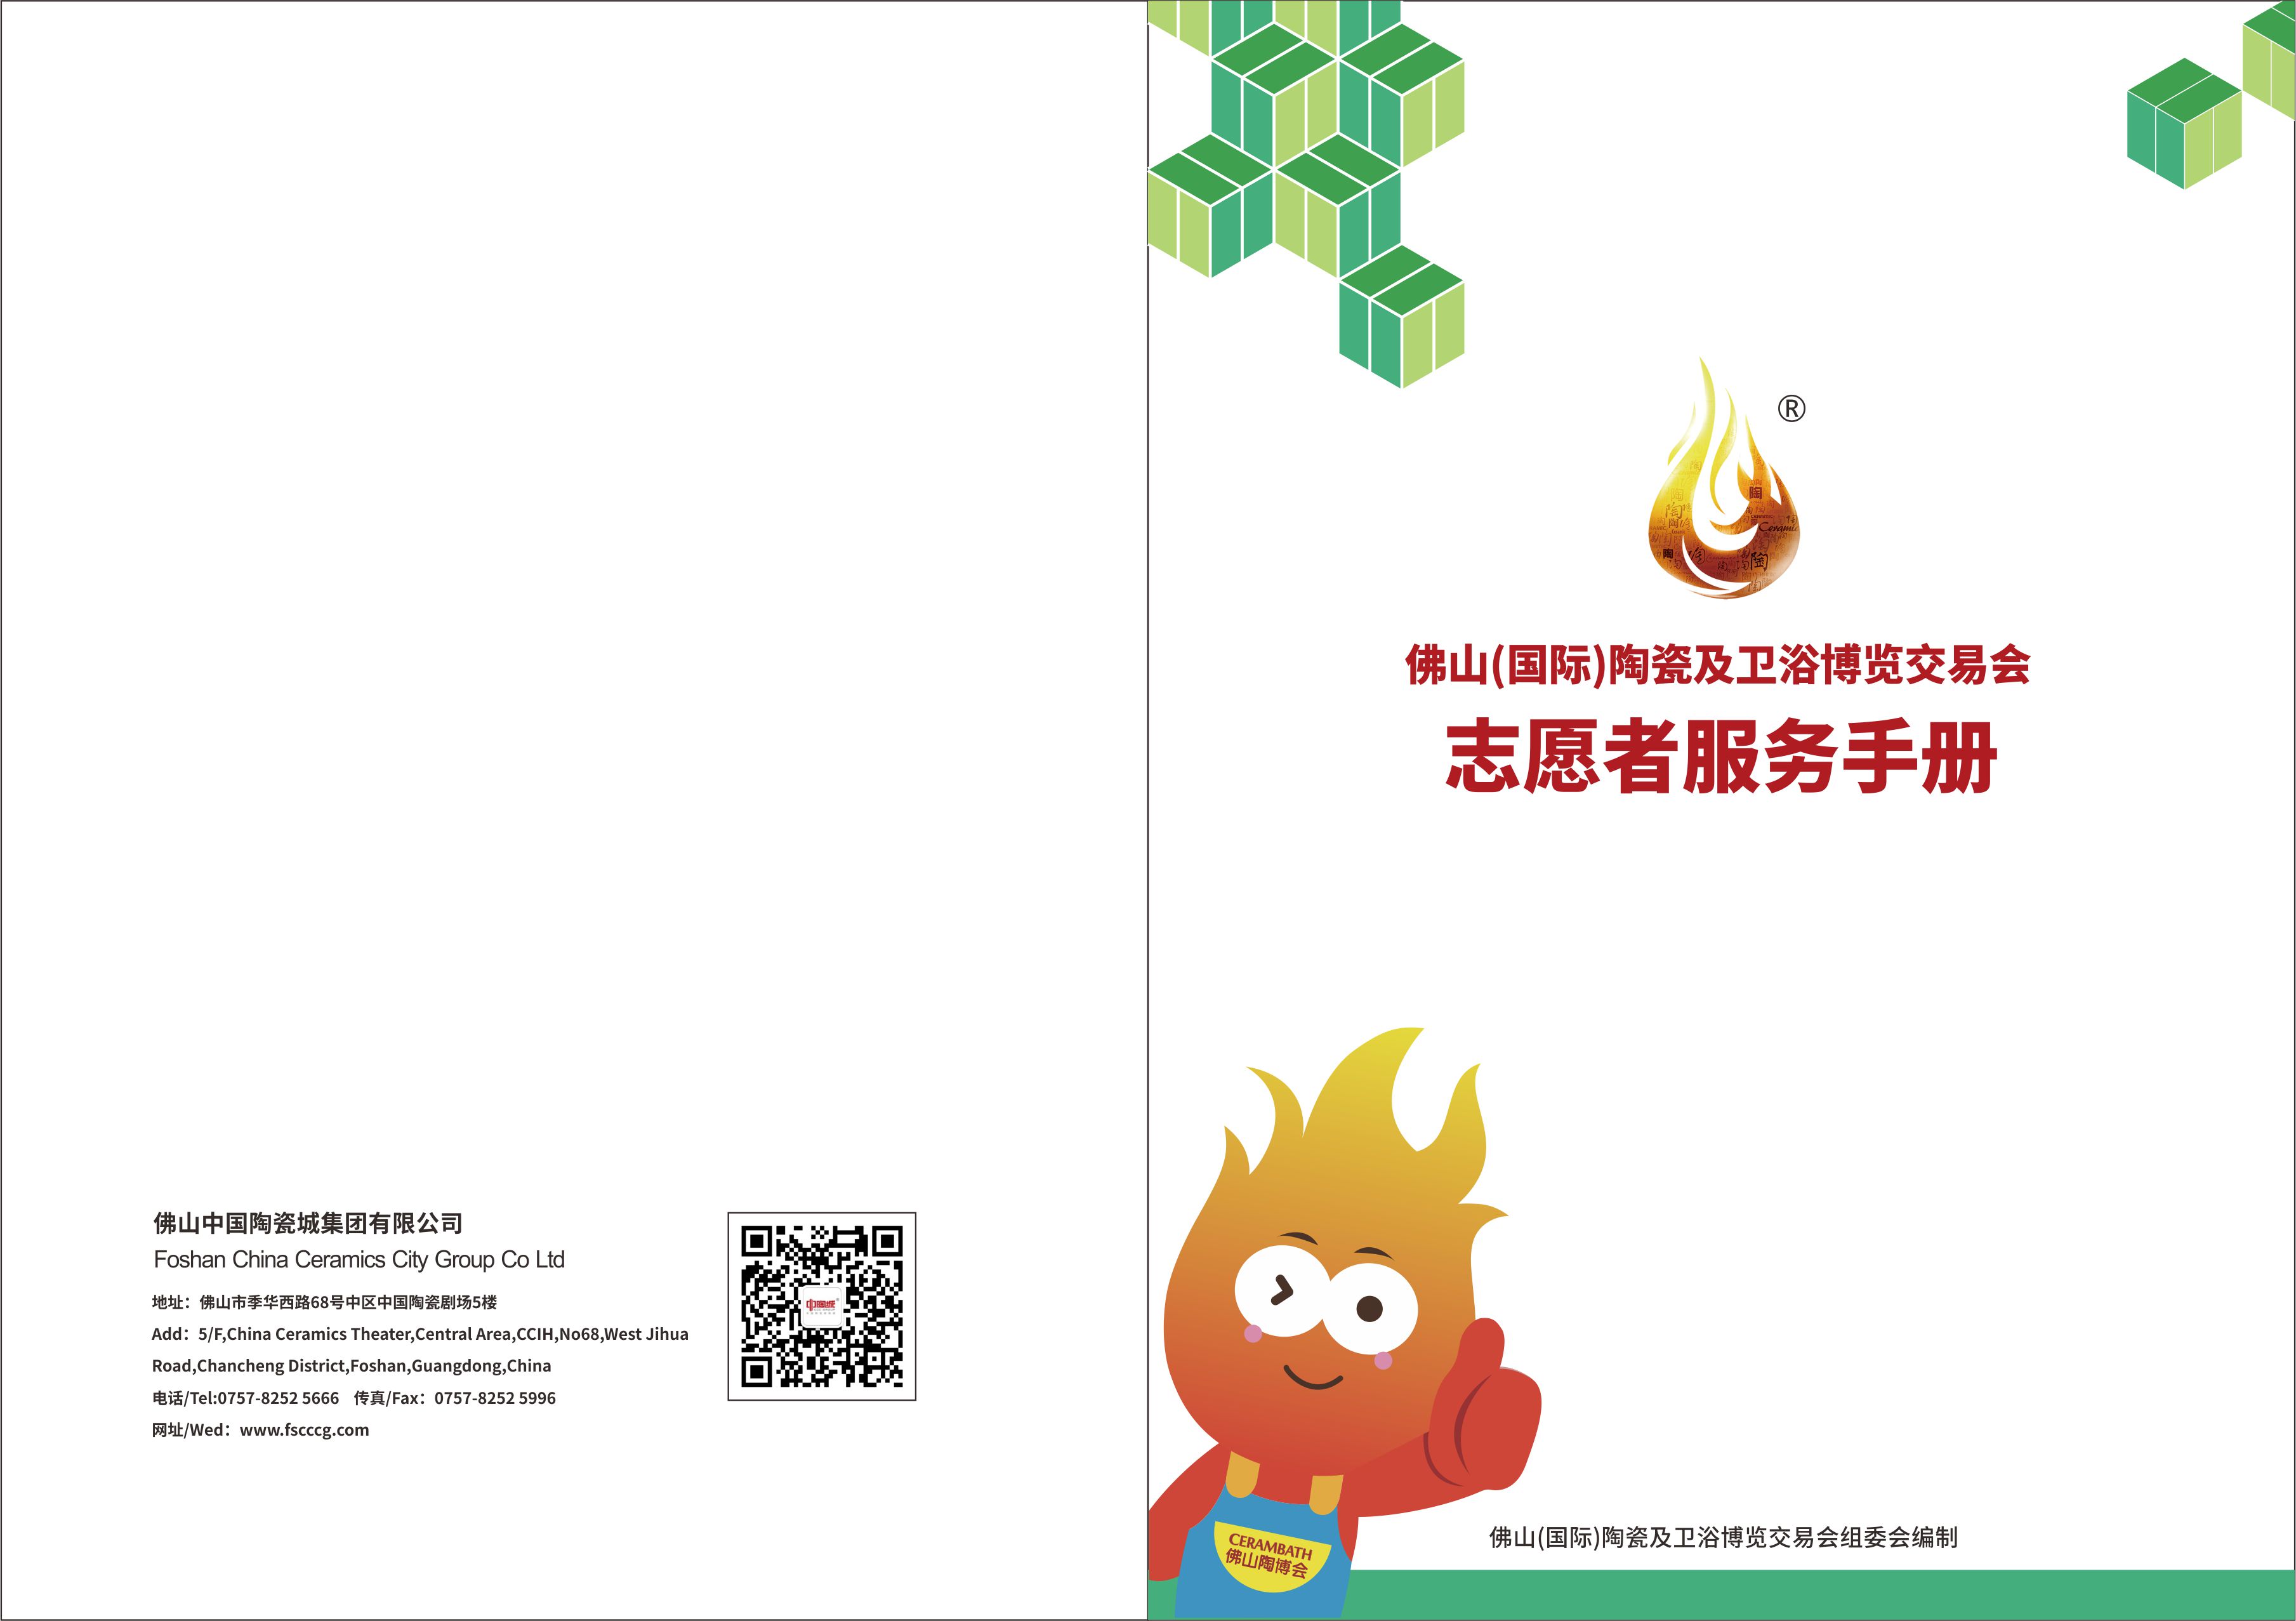 佛山中国陶瓷城集团有限公司
Foshan China Ceramics City Group Co Ltd
地址：佛山市季华西路68号中区中国陶瓷剧场5楼
Add：5/F,China Ceramics Theater,Central Area,CCIH,No68,West Jihua
Road,Chancheng District,Foshan,Guangdong,China
电话/Tel:0757-8252 5666 传真/Fax：0757-8252 5996
网址/Wed：www.fscccg.com
®
陶
陶
陶
陶
佛山(国际)陶瓷及卫浴博览交易会
志愿者服务手册
CERAMBATH
佛山陶博会
佛山(国际)陶瓷及卫浴博览交易会组委会编制